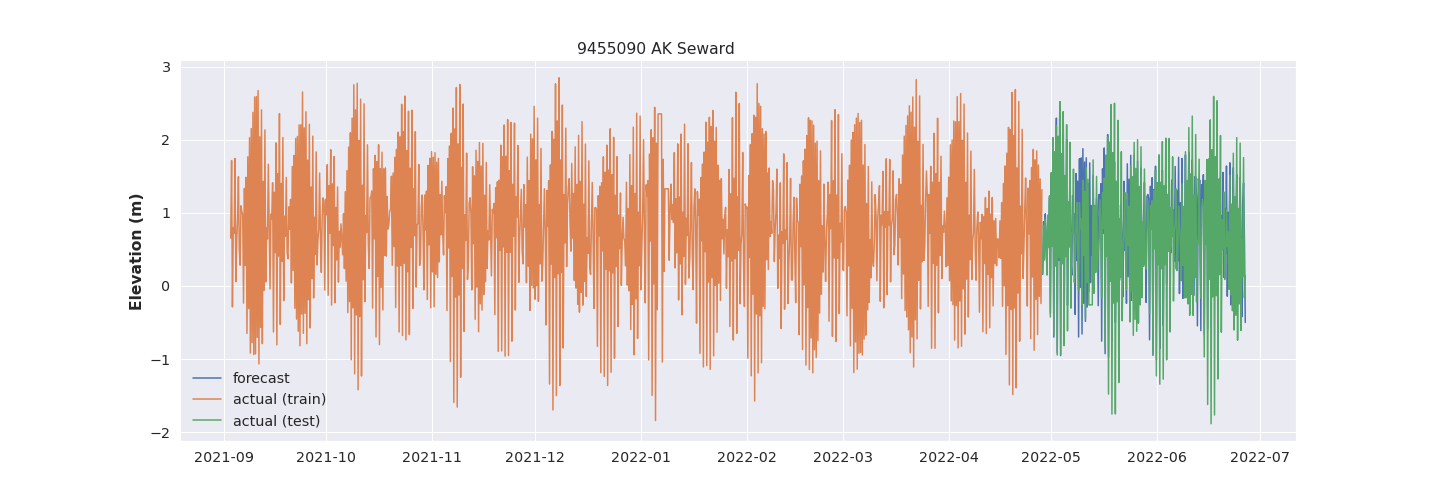 9455090 AK Seward
Elevation (m)
3
2
1
0
−1
−2
forecast
actual (train)
actual (test)
2021-09 2021-10 2021-11 2021-12 2022-01 2022-02 2022-03 2022-04 2022-05 2022-06 2022-07